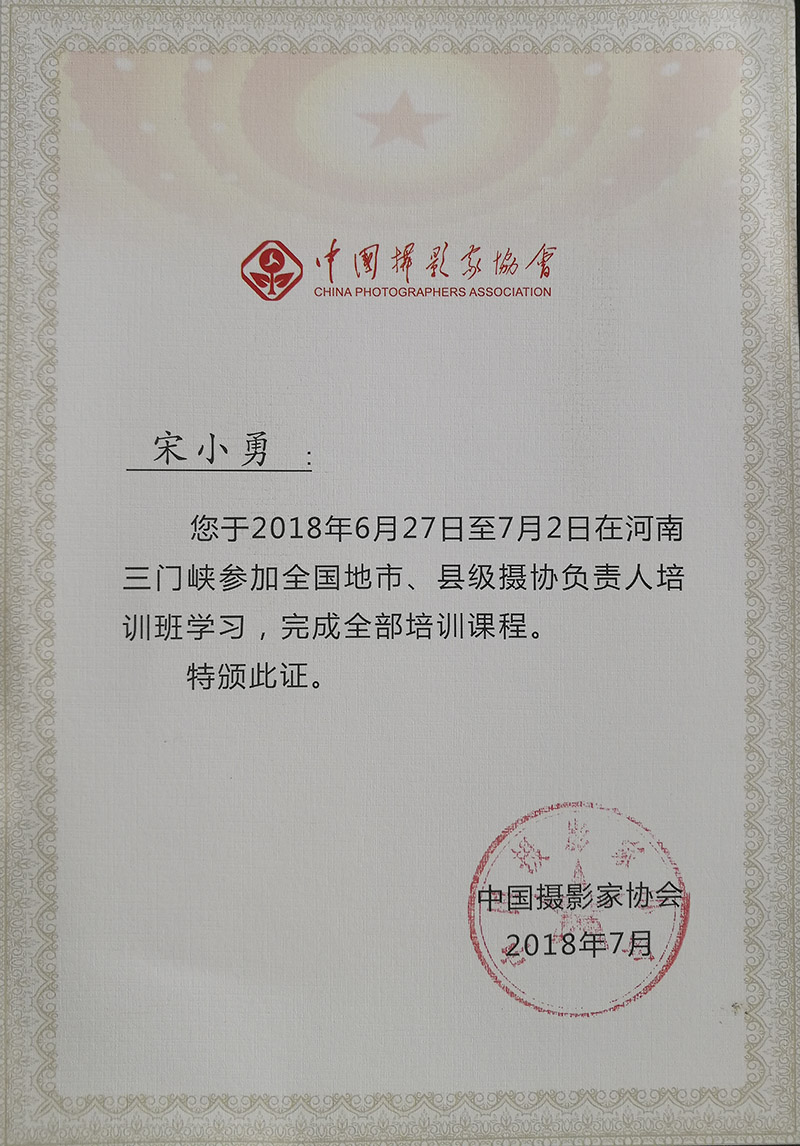 中国摄影家協會
CHINA PHOTOGRAPHERS ASSOCIATION
宋小勇 :
您于2018年6月27日至7月2日在河南
三门峡参加全国地市、县级摄协负责人培
训班学习，完成全部培训课程。
特颁此证。
中国摄影家协会
2018年7月